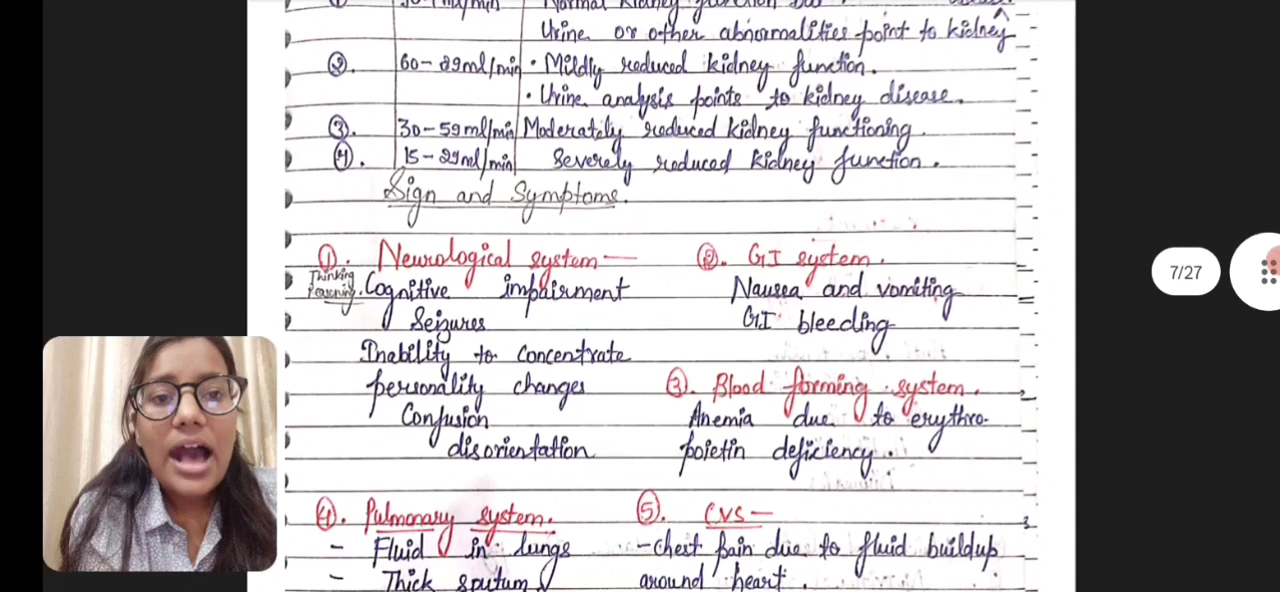 Normal kidney function but
Urine or other abnormalities point to kidney
②. 60-89ml/min • Mildly reduced kidney function.
• Urine analysis points to kidney disease.
③. 30-59ml/min Moderately reduced kidney functioning.
④. 15-29ml/min Severely reduced kidney function.
Sign and Symptoms.
①. Neurological system—
Thinking
. Cognitive impairment
Seizures
Inability to concentrate
personality changes
Confusion
disorientation
②. GI system.
Nausea and vomiting
GI bleeding
③. Blood forming system.
Anemia due to erythro-
poietin deficiency.
④. Pulmonary system.
- Fluid in lungs
- Thick sputum
⑤. CVS—
-chest pain due to fluid buildup
around heart.
7/27